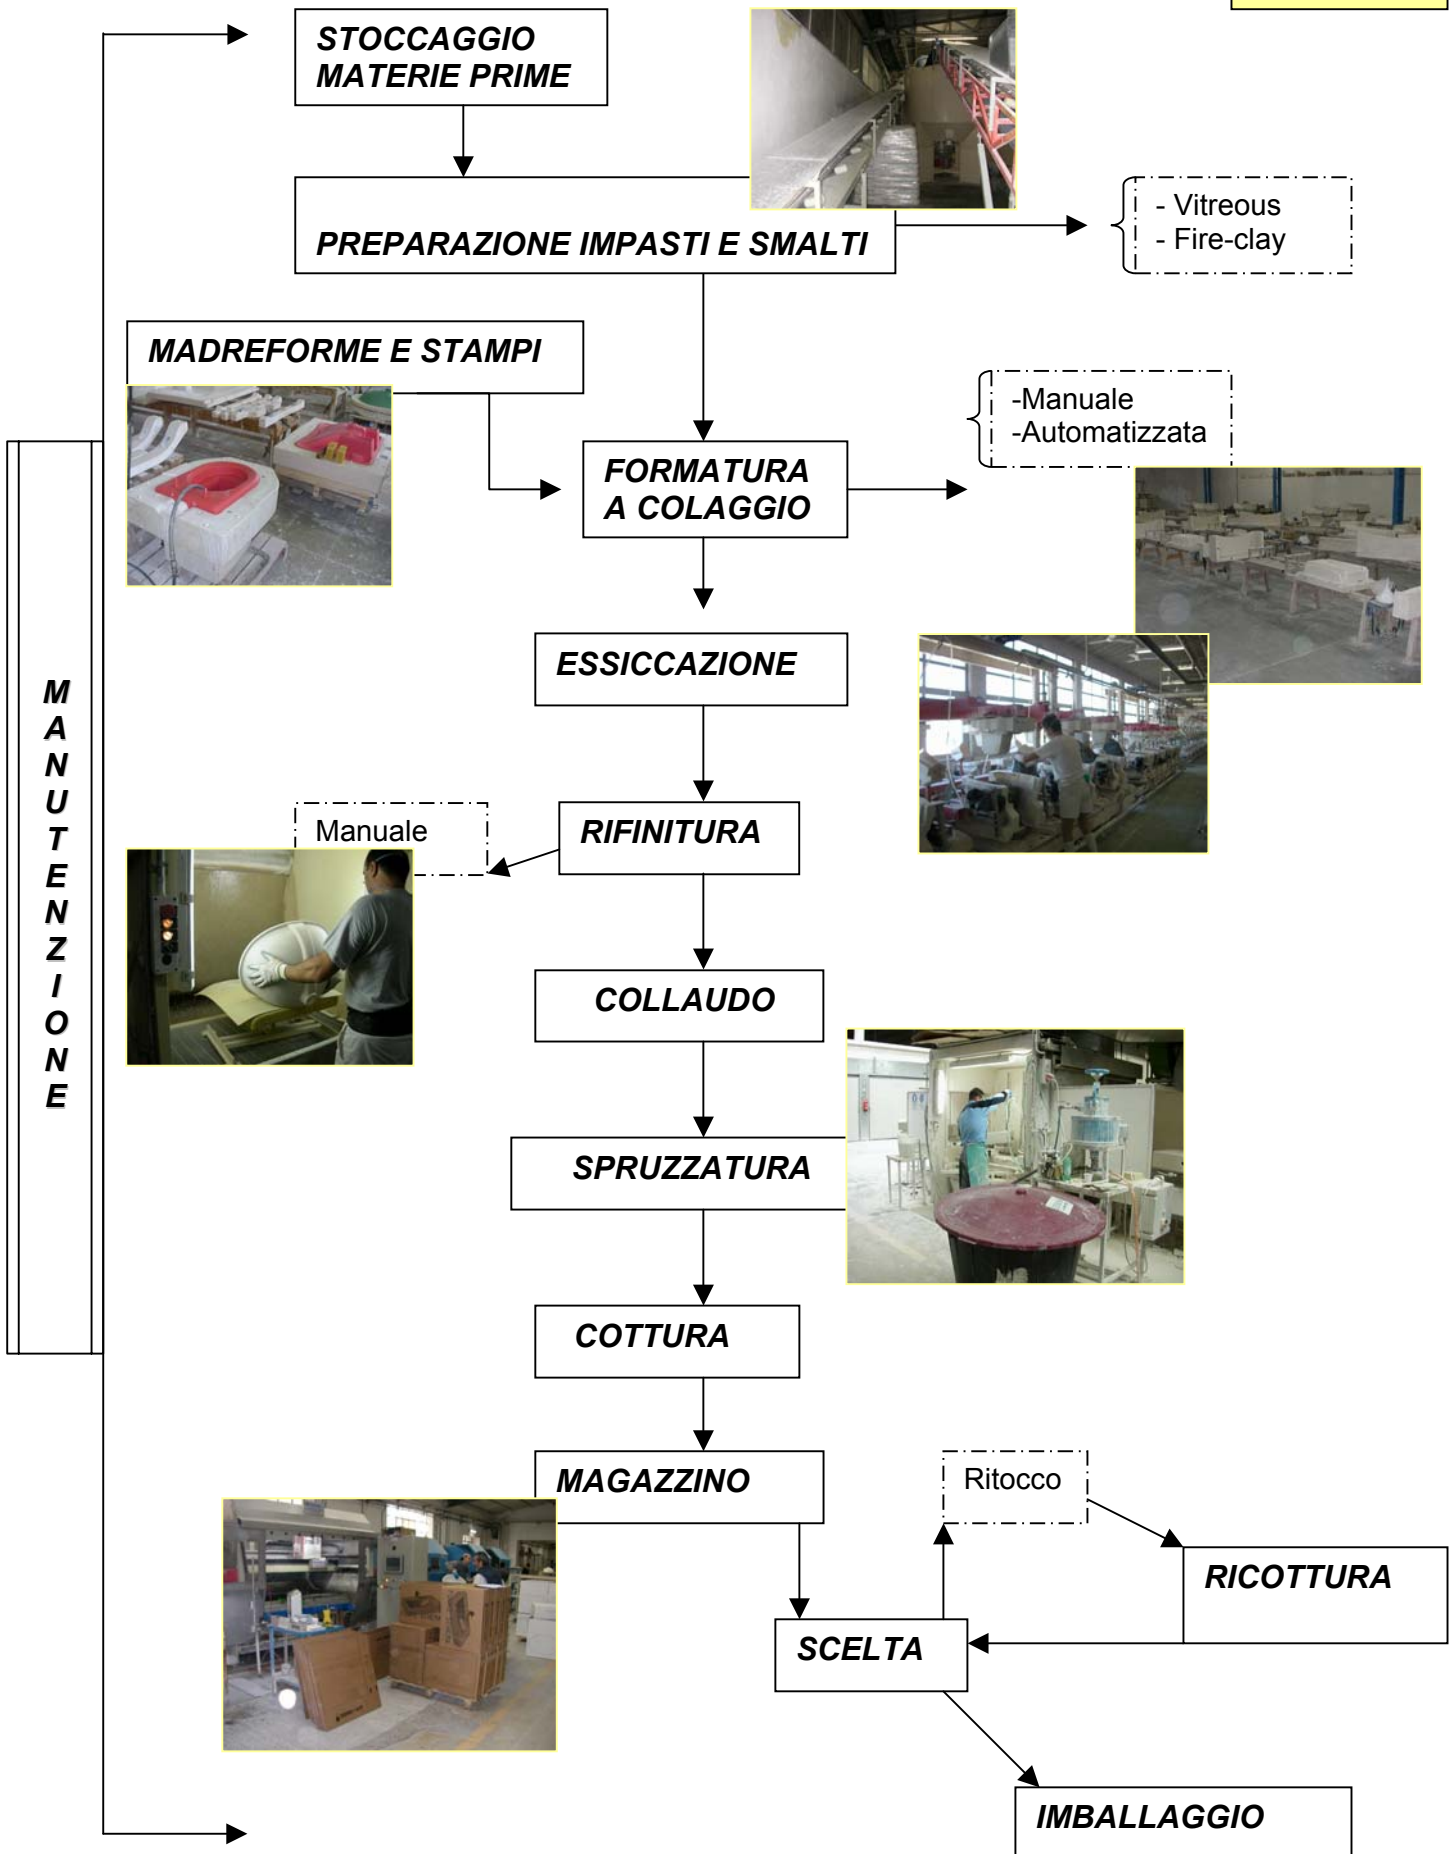 STOCCAGGIO
MATERIE PRIME
PREPARAZIONE IMPASTI E SMALTI
- Vitreous
- Fire-clay
MADREFORME E STAMPI
-Manuale
-Automatizzata
FORMATURA
A COLAGGIO
ESSICCAZIONE
M
A
N
U
T
E
N
Z
I
O
N
E
Manuale
RIFINITURA
COLLAUDO
SPRUZZATURA
COTTURA
MAGAZZINO
Ritocco
RICOTTURA
SCELTA
IMBALLAGGIO